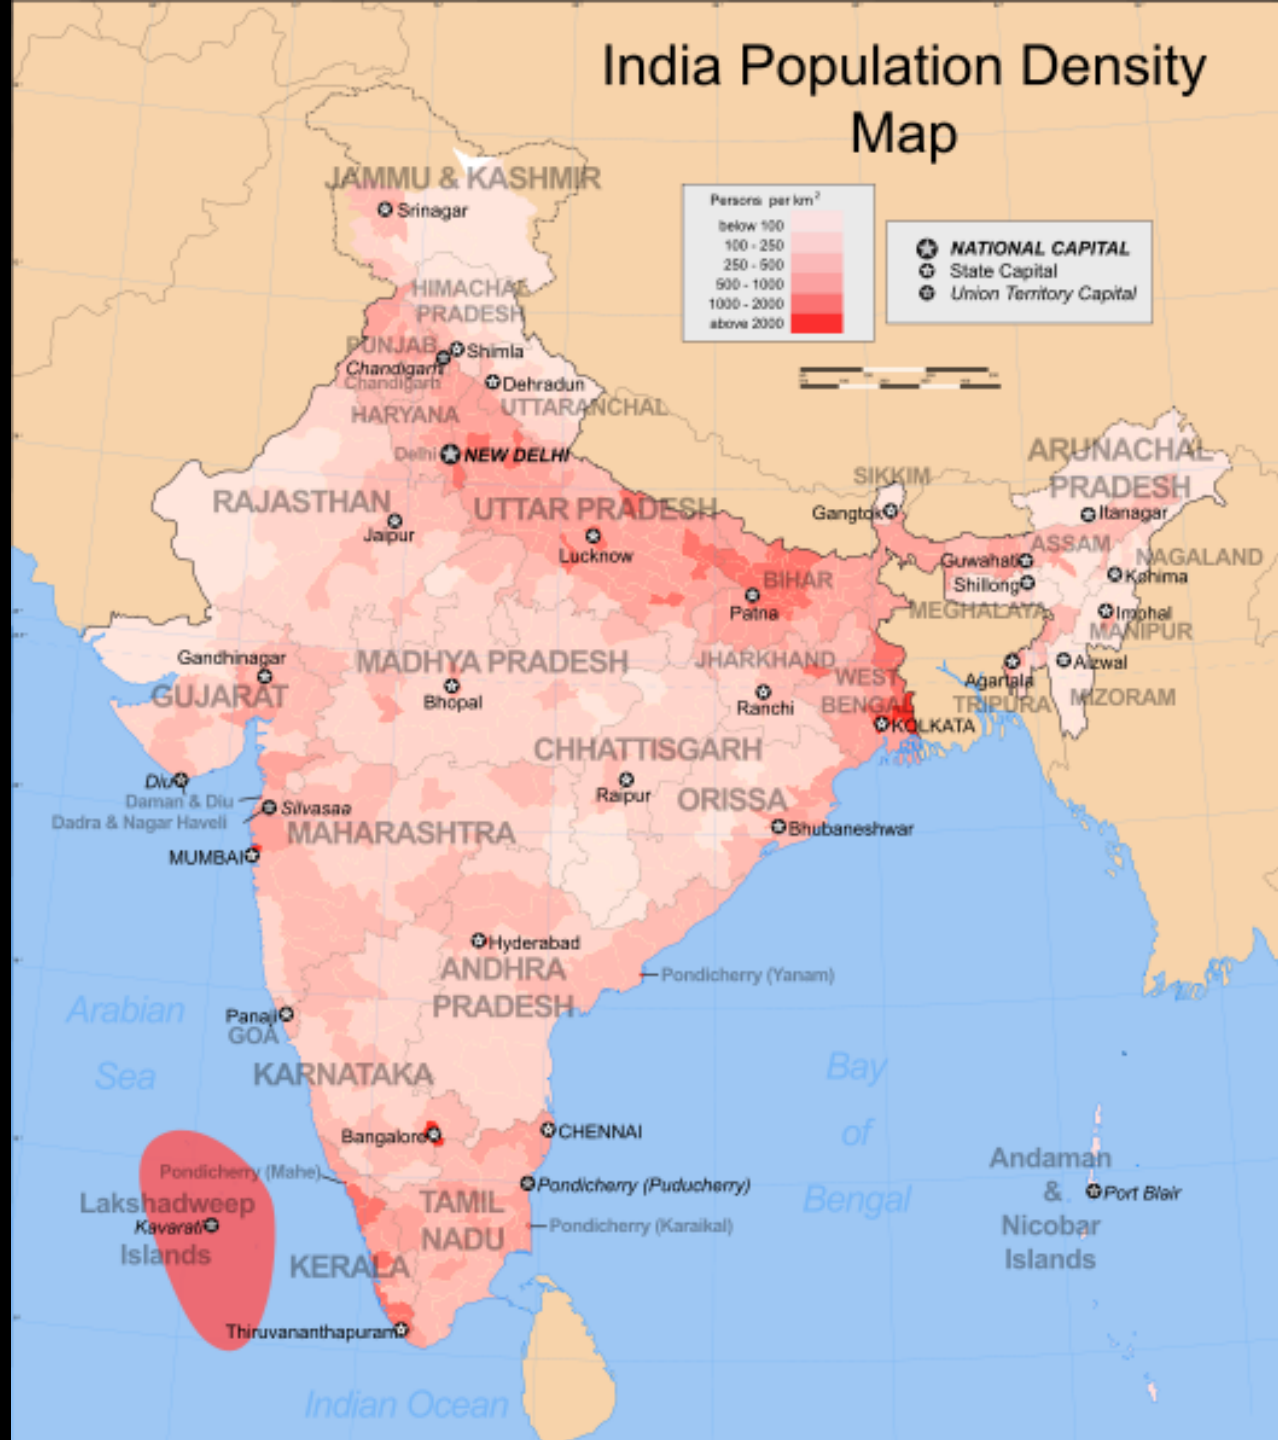 India Population Density
Map
Persons per km²
below 100
100 - 250
250 - 500
500 - 1000
1000 - 2000
above 2000
NATIONAL CAPITAL
State Capital
Union Territory Capital
JAMMU & KASHMIR
Srinagar
HIMACHAL
PRADESH
PUNJAB
Shimla
Chandigarh
Chandigarh
Dehradun
HARYANA
UTTARANCHAL
Delhi
NEW DELHI
ARUNACHAL
PRADESH
SIKKIM
RAJASTHAN
UTTAR PRADESH
Gangtok
Itanagar
Jaipur
Lucknow
ASSAM
NAGALAND
Guwahati
Kohima
BIHAR
Shillong
Patna
MEGHALAYA
Imphal
MANIPUR
Gandhinagar
MADHYA PRADESH
JHARKHAND
Aizwal
WEST
BENGAL
Agartala
GUJARAT
Bhopal
Ranchi
TRIPURA
MIZORAM
KOLKATA
CHHATTISGARH
Diu
Raipur
ORISSA
Daman & Diu
Silvasaa
Dadra & Nagar Haveli
MAHARASHTRA
Bhubaneshwar
MUMBAI
Hyderabad
ANDHRA
PRADESH
Pondicherry (Yanam)
Arabian
Sea
Panaji
GOA
KARNATAKA
Bay
of
Bengal
Bangalore
CHENNAI
Pondicherry (Mahe)
Pondicherry (Puducherry)
Andaman
&
Nicobar
Islands
Port Blair
Lakshadweep
Kavarati
Islands
TAMIL
NADU
Pondicherry (Karaikal)
KERALA
Thiruvananthapuram
Indian Ocean